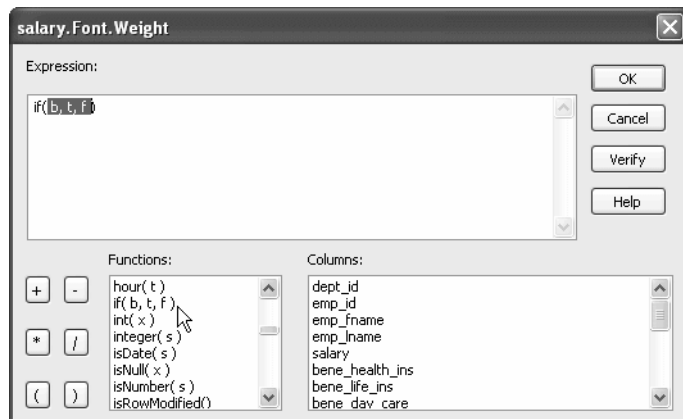 salary.Font.Weight
Expression:
if( b, t, f )
OK
Cancel
Verify
Help
Functions:
hour( t )
if( b, t, f )
int( x )
integer( s )
isDate( s )
isNull( x )
isNumber( s )
isRowModified()
Columns:
dept_id
emp_id
emp_fname
emp_lname
salary
bene_health_ins
bene_life_ins
bene_day_care
+ -
* /
( )